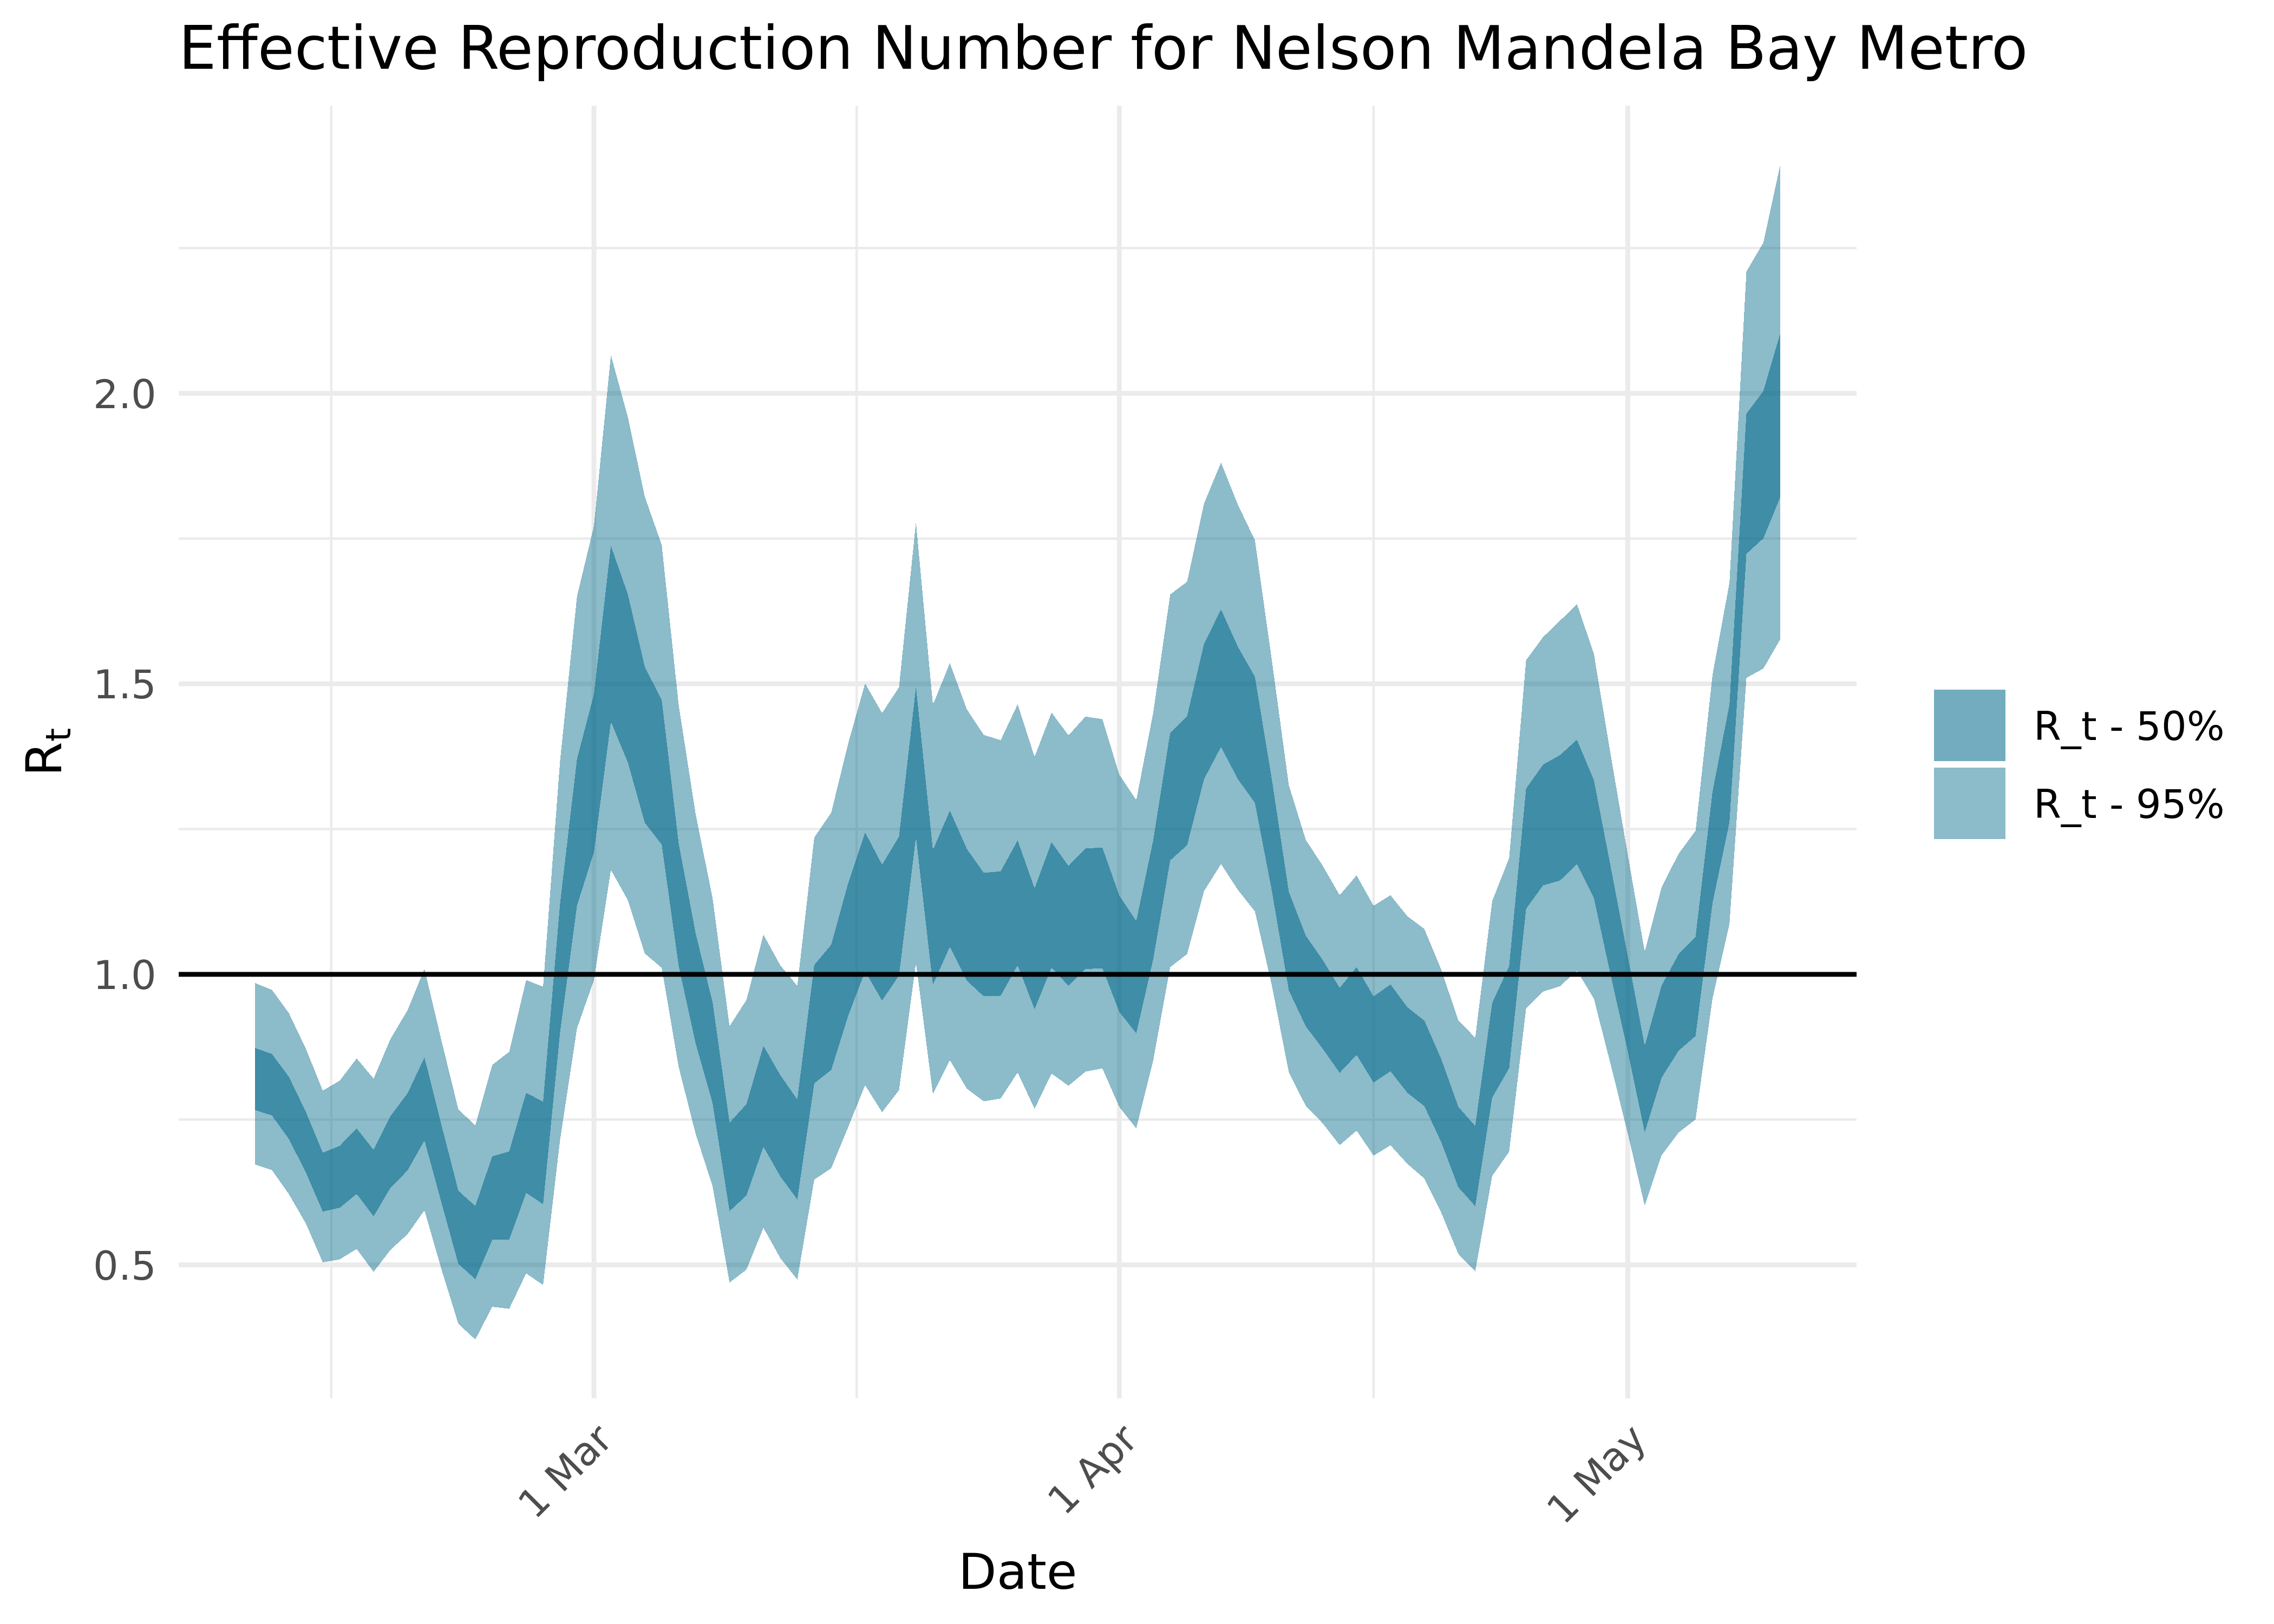 Effective Reproduction Number for Nelson Mandela Bay Metro
2.0
1.5
1.0
0.5
Rt
1 Mar
1 Apr
1 May
Date
R_t - 50%
R_t - 95%